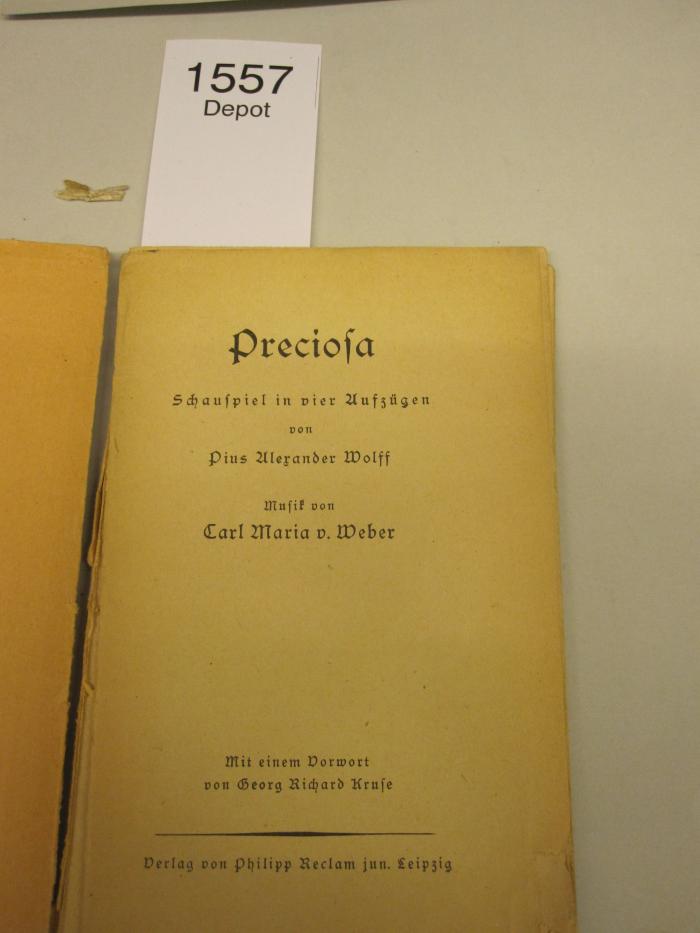 1557
Depot
Precioſa
Schauſpiel in vier Aufzügen
von
Pius Alexander Wolff
Muſik von
Carl Maria v. Weber
Mit einem Vorwort
von Georg Richard Kruſe
Verlag von Philipp Reclam jun. Leipzig